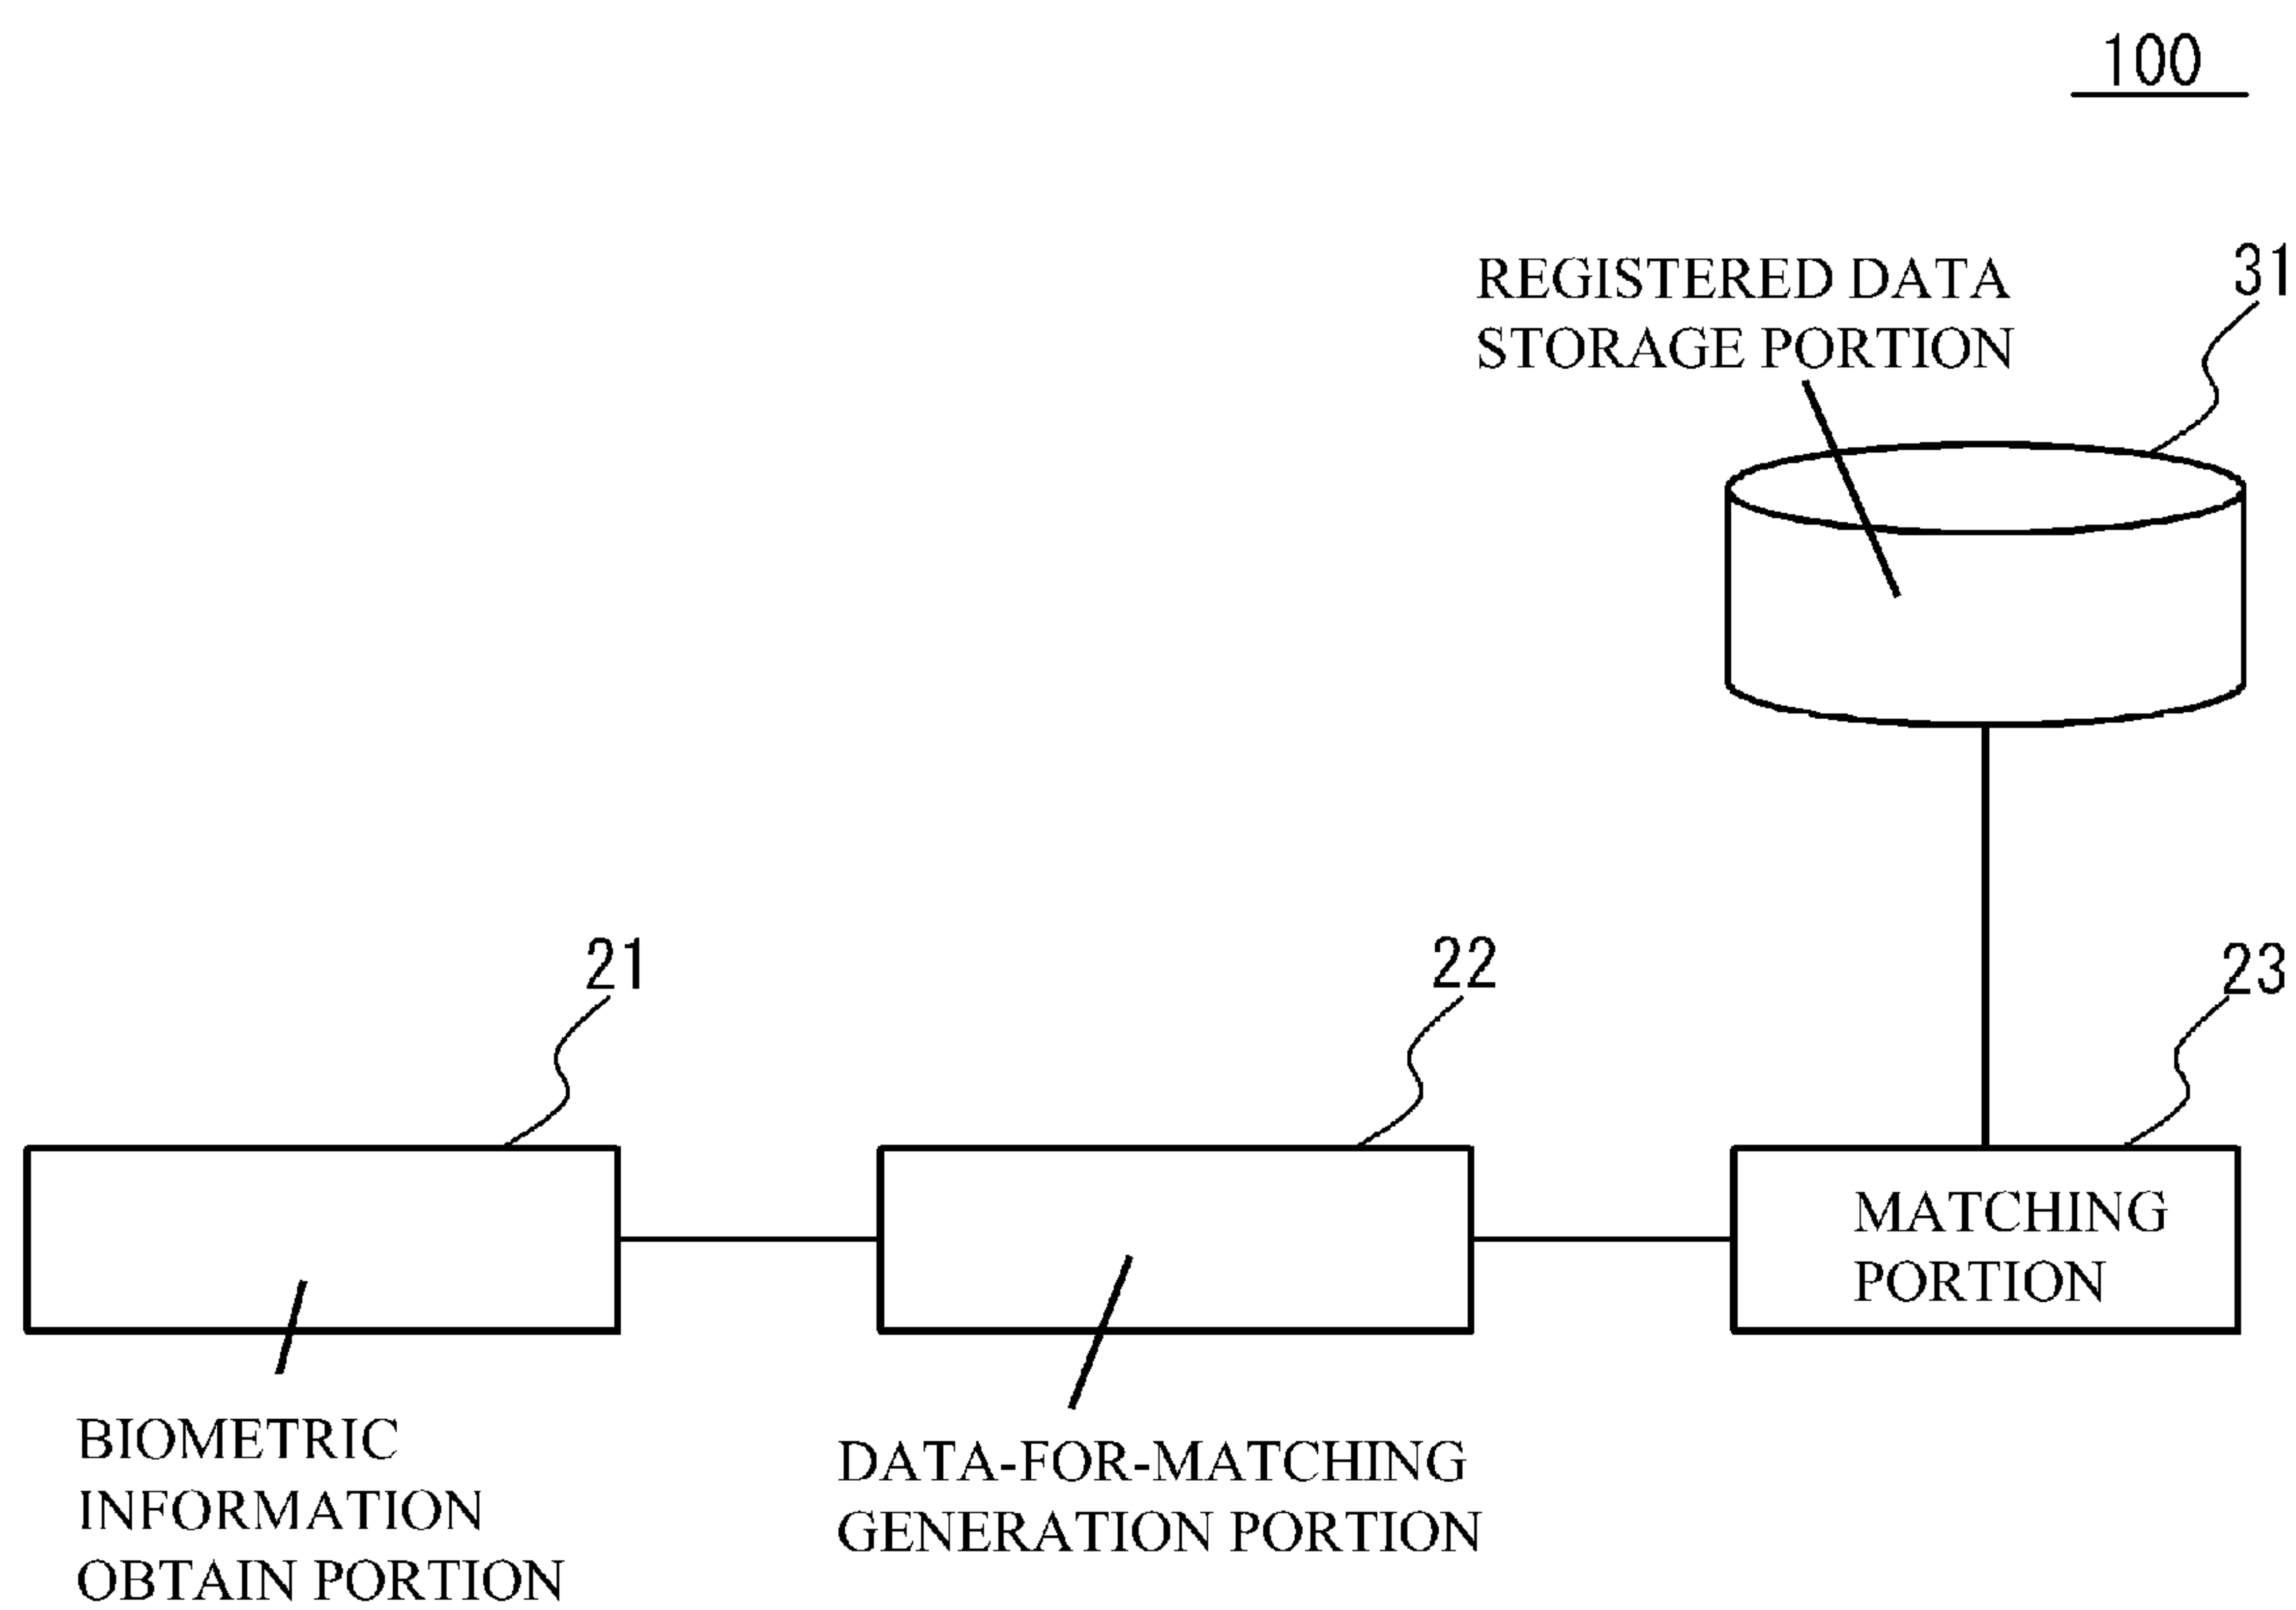 100
REGISTERED DATA
STORAGE PORTION
31
21
22
23
MATCHING
PORTION
BIOMETRIC
INFORMATION
OBTAIN PORTION
DATA-FOR-MATCHING
GENERATION PORTION